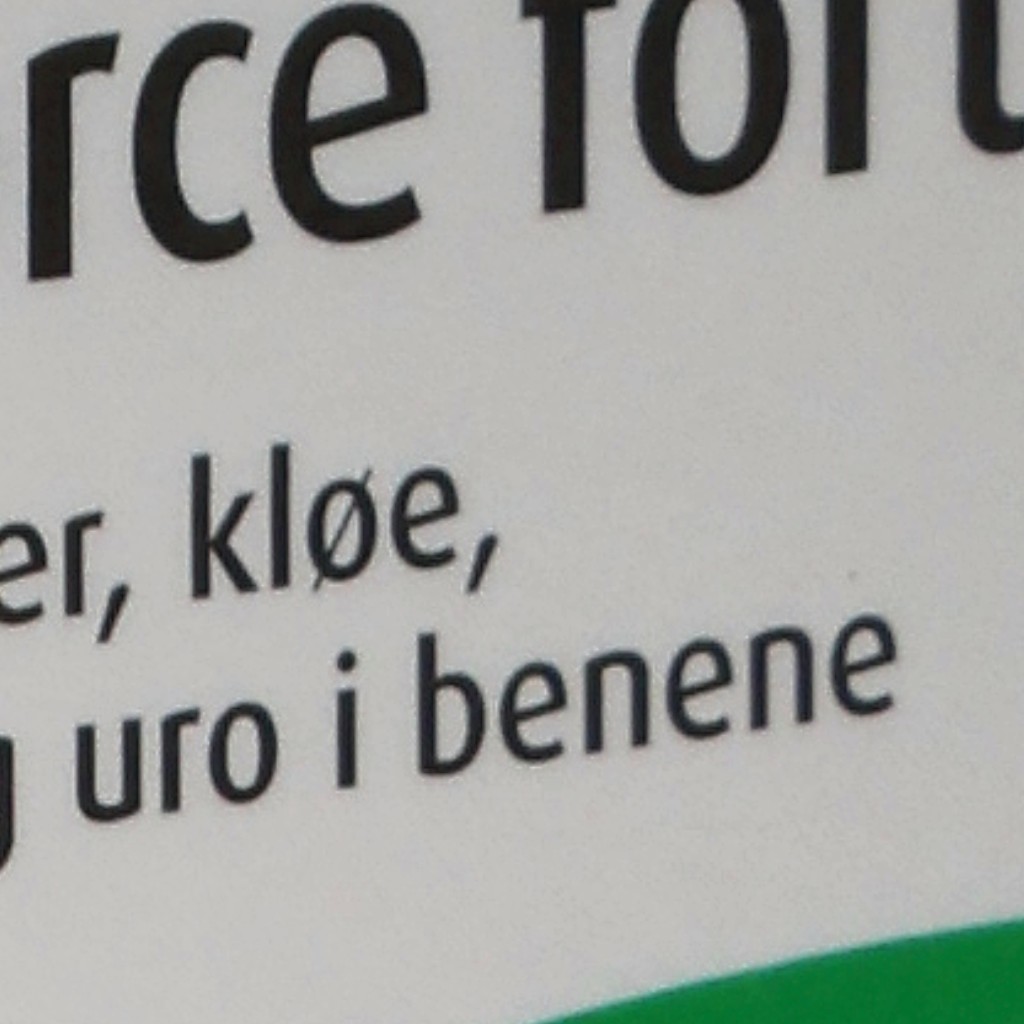 rce for u
er, kløe,
g uro i benene